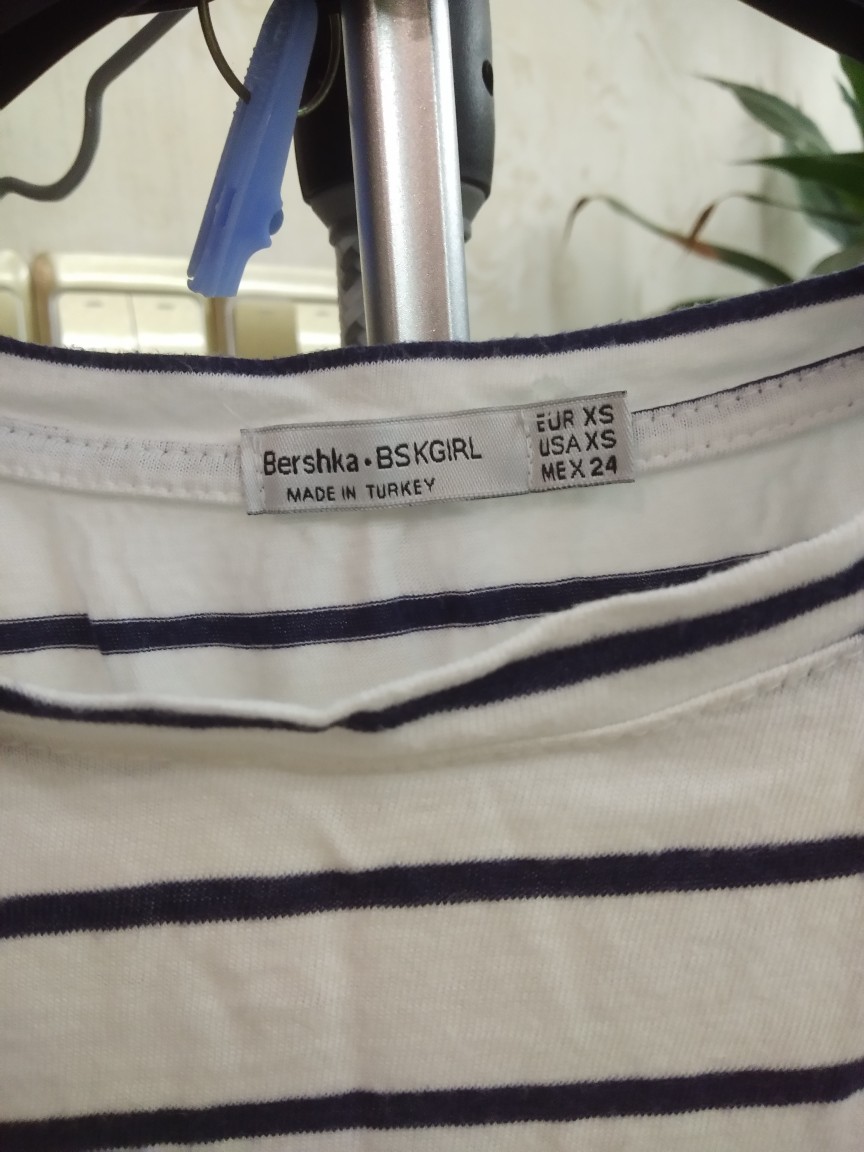 Bershka•BSKGIRL
MADE IN TURKEY
EUR XS
USA XS
MEX 24